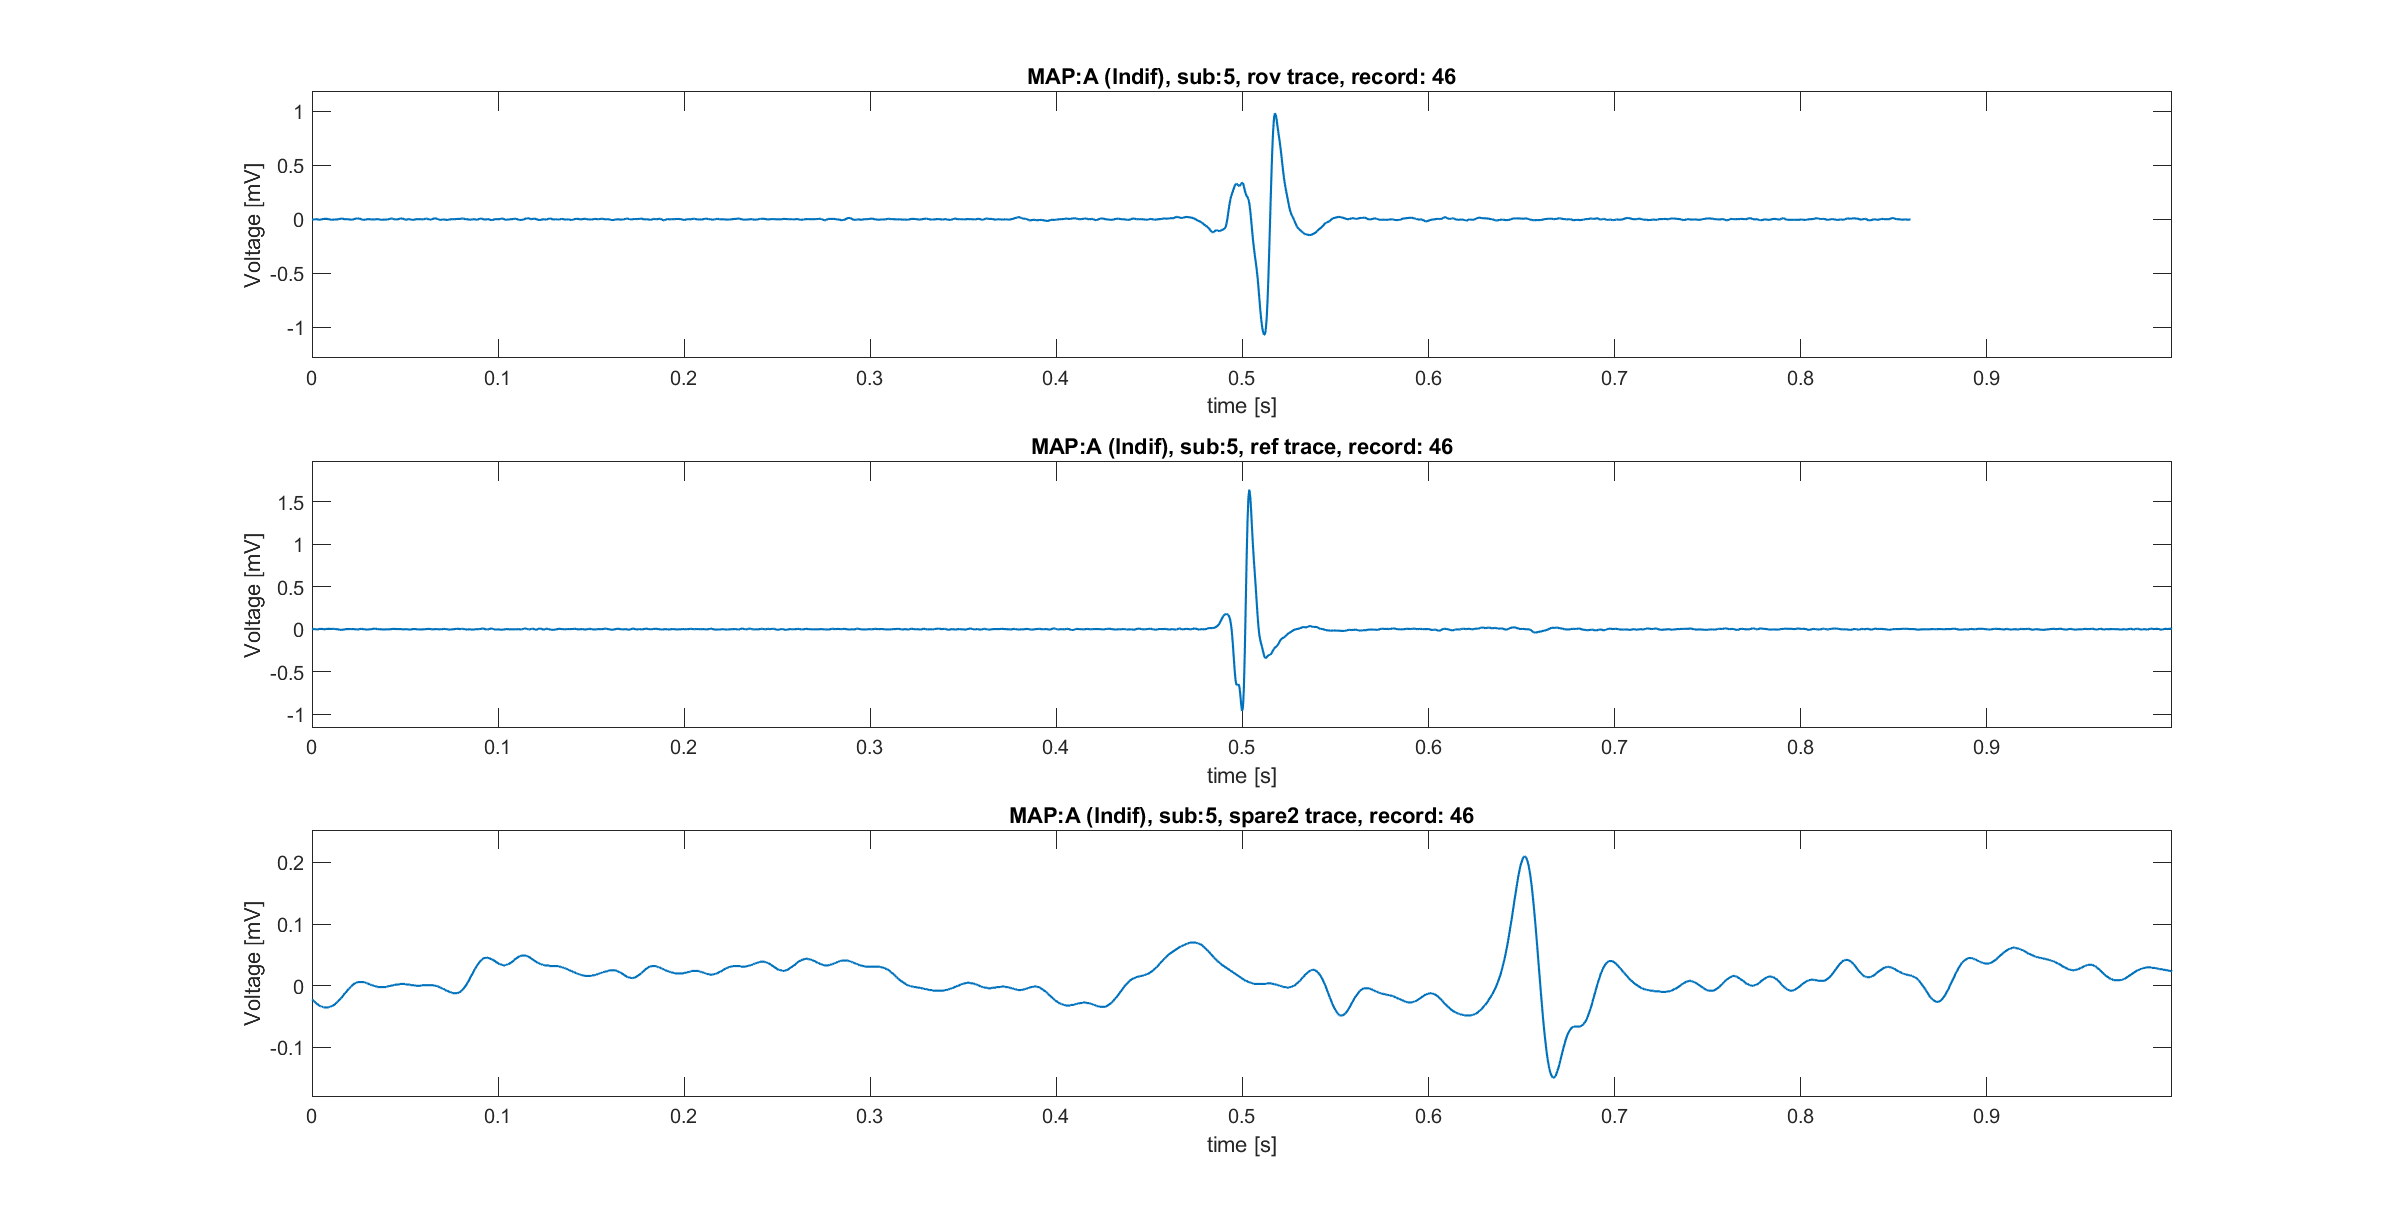 MAP:A (Indif), sub:5, rov trace, record: 46
Voltage [mV]
1
0.5
0
-0.5
-1
0 0.1 0.2 0.3 0.4 0.5 0.6 0.7 0.8 0.9
time [s]
MAP:A (Indif), sub:5, ref trace, record: 46
Voltage [mV]
1.5
1
0.5
0
-0.5
-1
0 0.1 0.2 0.3 0.4 0.5 0.6 0.7 0.8 0.9
time [s]
MAP:A (Indif), sub:5, spare2 trace, record: 46
Voltage [mV]
0.2
0.1
0
-0.1
0 0.1 0.2 0.3 0.4 0.5 0.6 0.7 0.8 0.9
time [s]